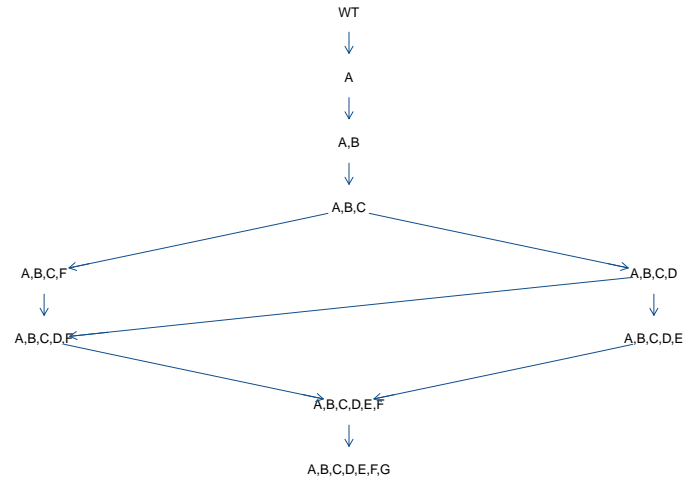 WT
A
A,B
A,B,C
A,B,C,F
A,B,C,D
A,B,C,D,F
A,B,C,D,E
A,B,C,D,E,F
A,B,C,D,E,F,G